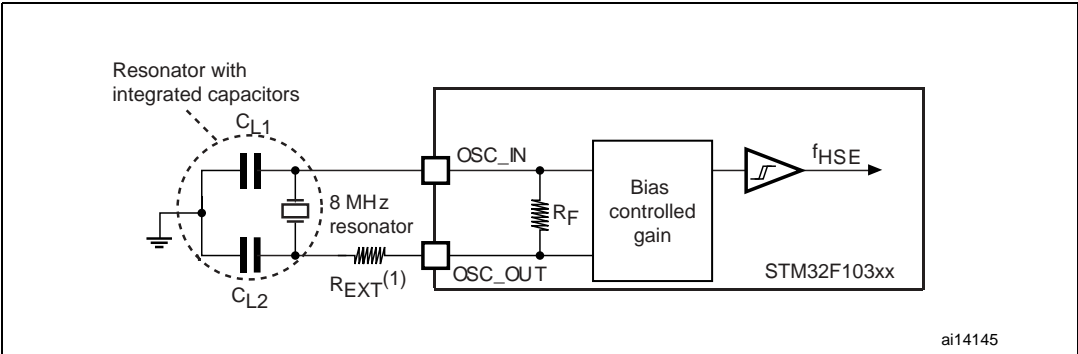 Resonator with
integrated capacitors
CL1
OSC_IN
fHSE
8 MHz
resonator
RF
Bias
controlled
gain
REXT(1)
OSC_OUT
STM32F103xx
CL2
ai14145